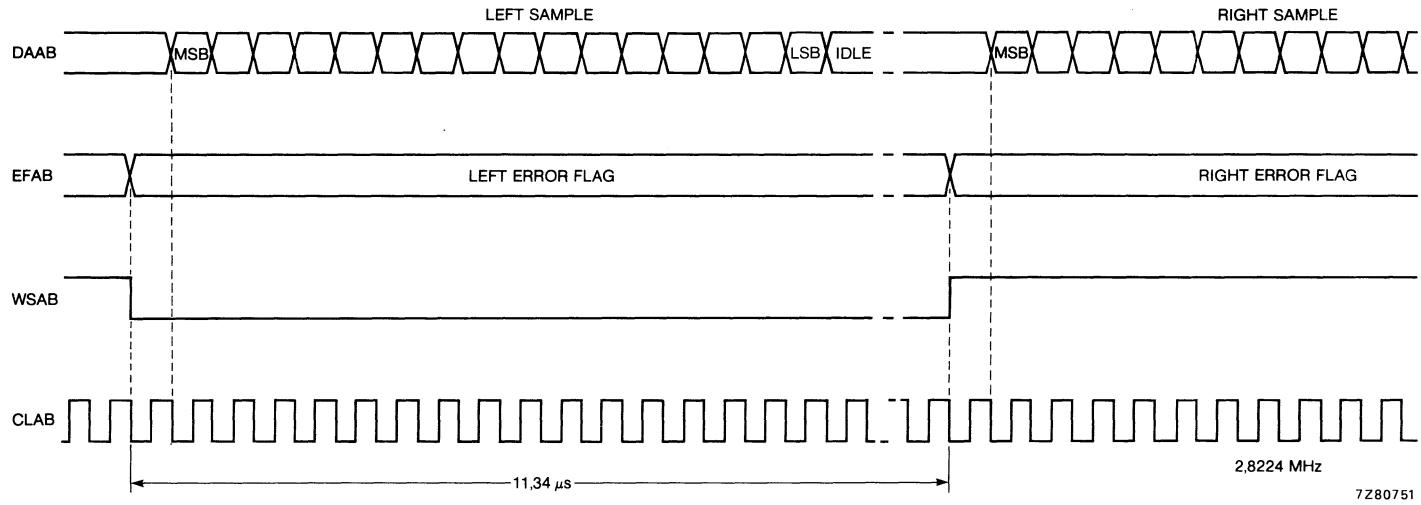 LEFT SAMPLE
RIGHT SAMPLE
DAAB
MSB
LSB
IDLE
MSB
EFAB
LEFT ERROR FLAG
RIGHT ERROR FLAG
WSAB
CLAB
11,34 μs
2,8224 MHz
7Z80751